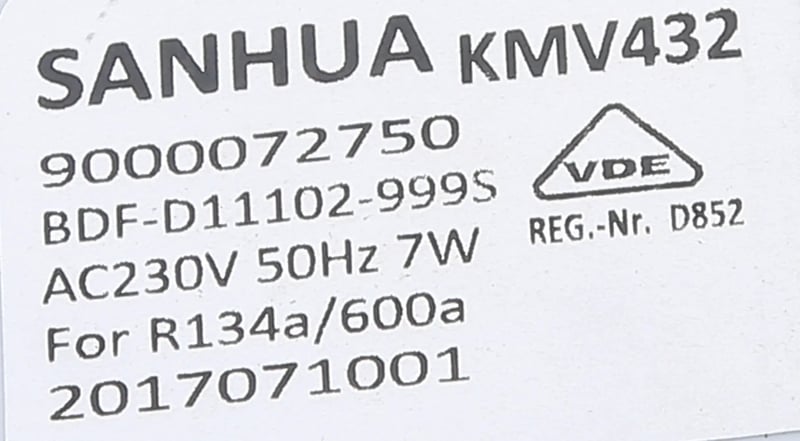 SANHUA KMV432
9000072750
BDF-D11102-999S
AC230V 50Hz 7W
For R134a/600a
2017071001
VDE
REG.-Nr. D852